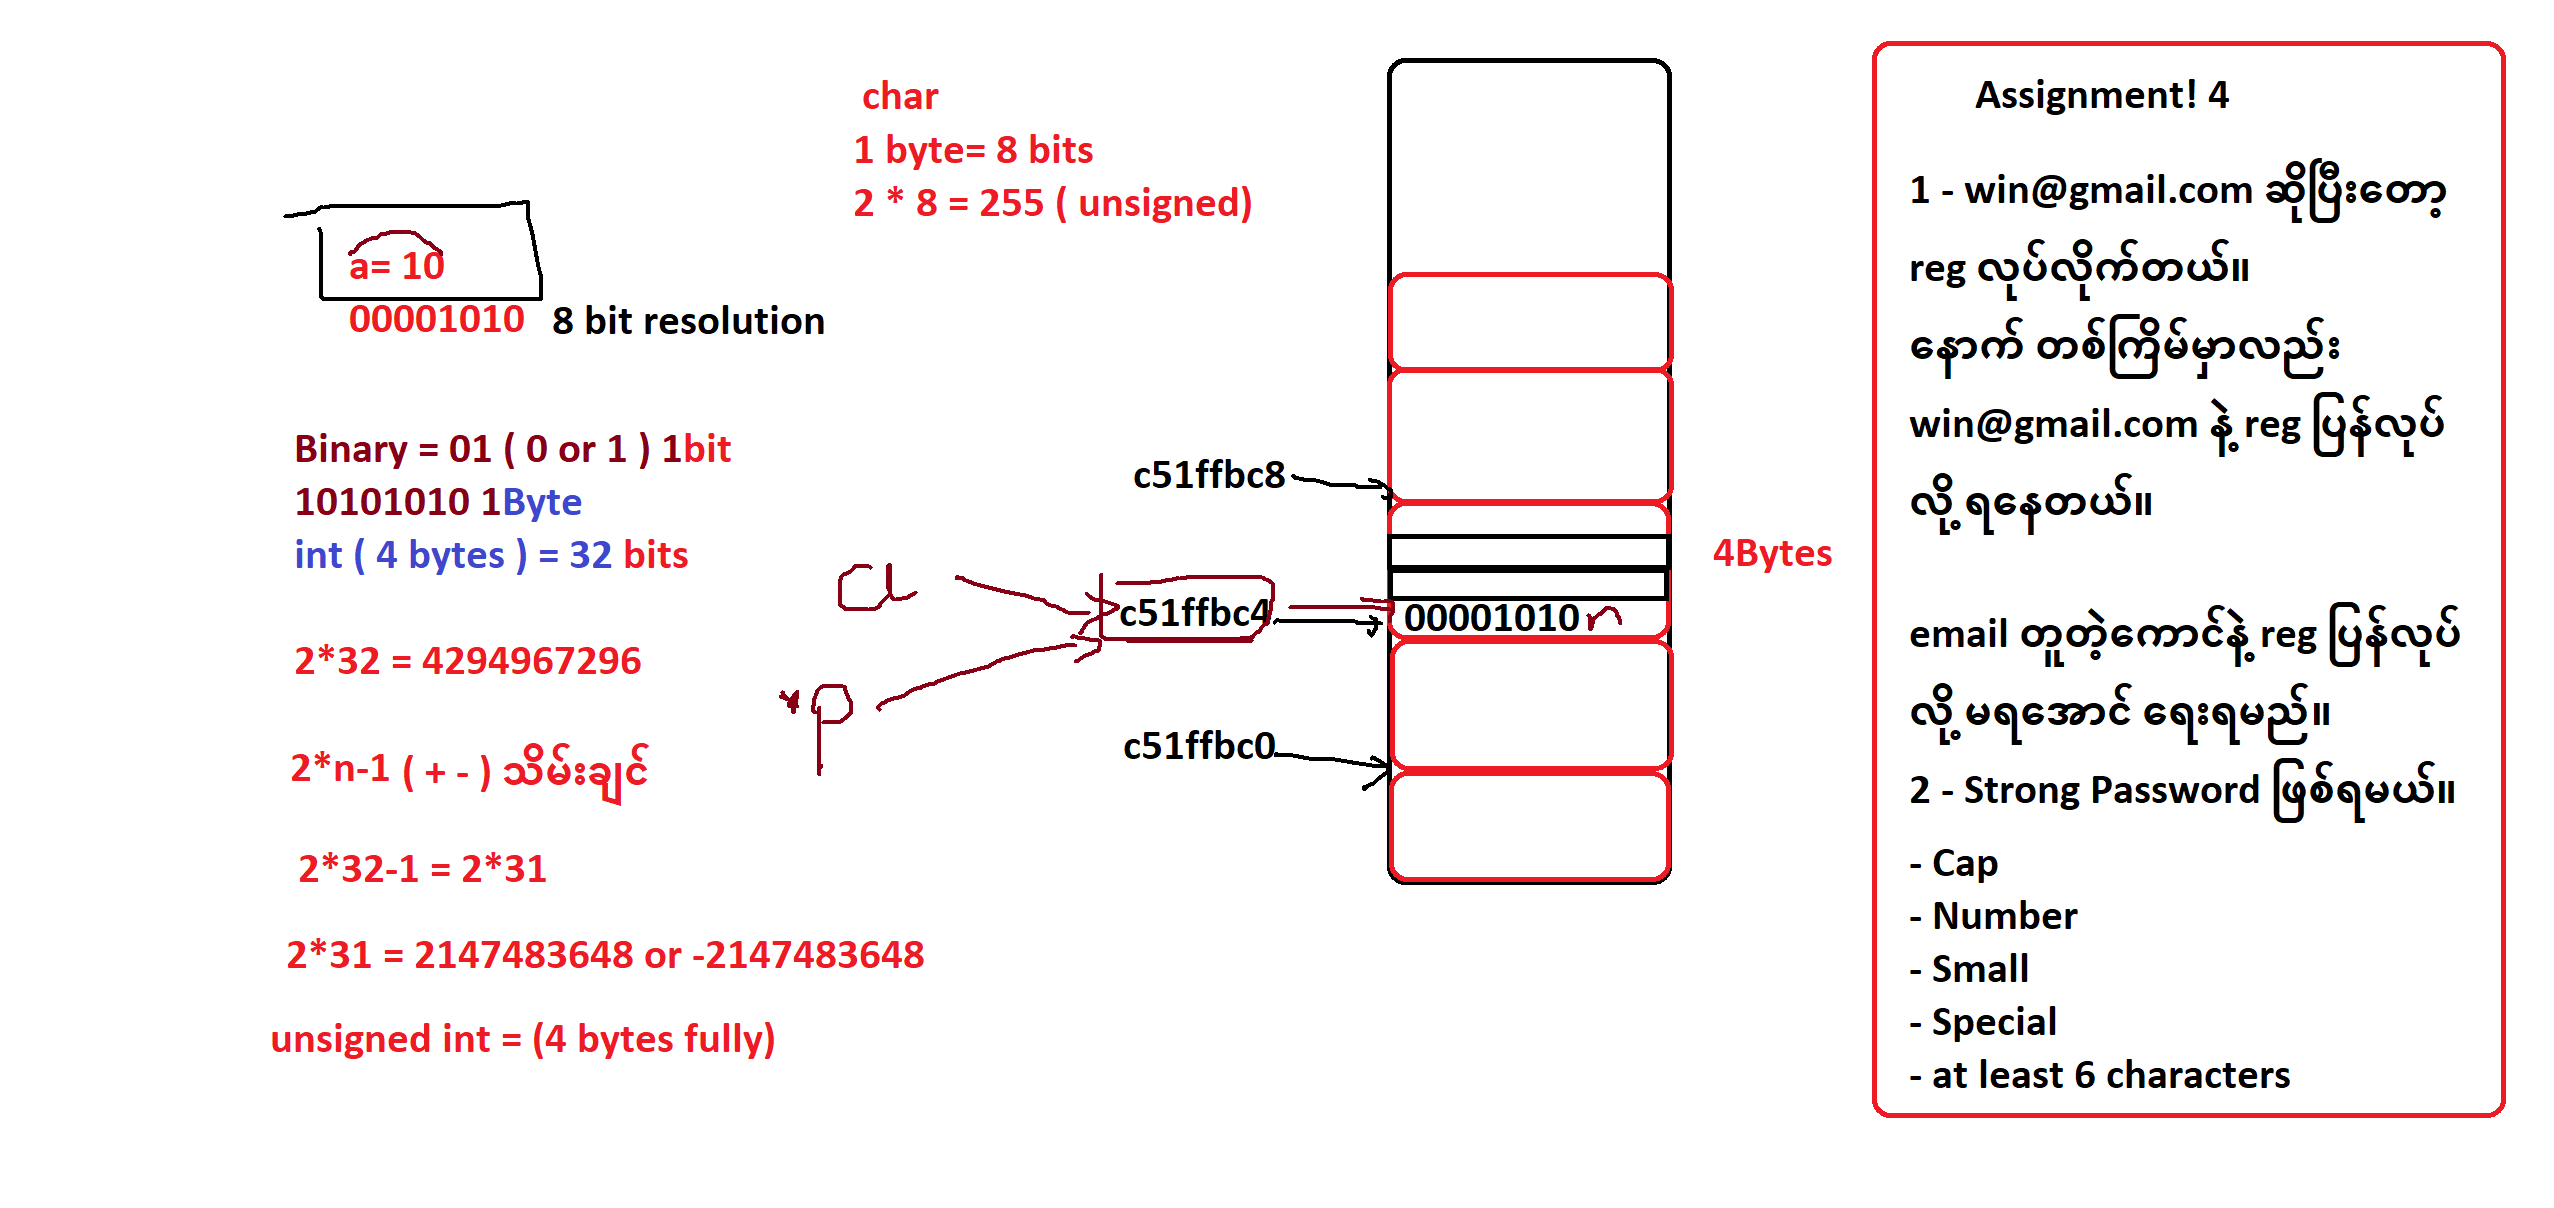 char
1 byte= 8 bits
2 * 8 = 255 ( unsigned)
a= 10
00001010 8 bit resolution
Binary = 01 ( 0 or 1 ) 1bit
10101010 1Byte
int ( 4 bytes ) = 32 bits
2*32 = 4294967296
2*n-1 ( + - ) သိမ်းချင်
2*32-1 = 2*31
2*31 = 2147483648 or -2147483648
unsigned int = (4 bytes fully)
a
*p
c51ffbc8
c51ffbc4
c51ffbc0
00001010
4Bytes
Assignment! 4
1 - win@gmail.com ဆိုပြီးတော့
reg လုပ်လိုက်တယ်။
နောက် တစ်ကြိမ်မှာလည်း
win@gmail.com နဲ့ reg ပြန်လုပ်
လို့ ရနေတယ်။
email တူတဲ့ကောင်နဲ့ reg ပြန်လုပ်
လို့ မရအောင် ရေးရမည်။
2 - Strong Password ဖြစ်ရမယ်။
- Cap
- Number
- Small
- Special
- at least 6 characters